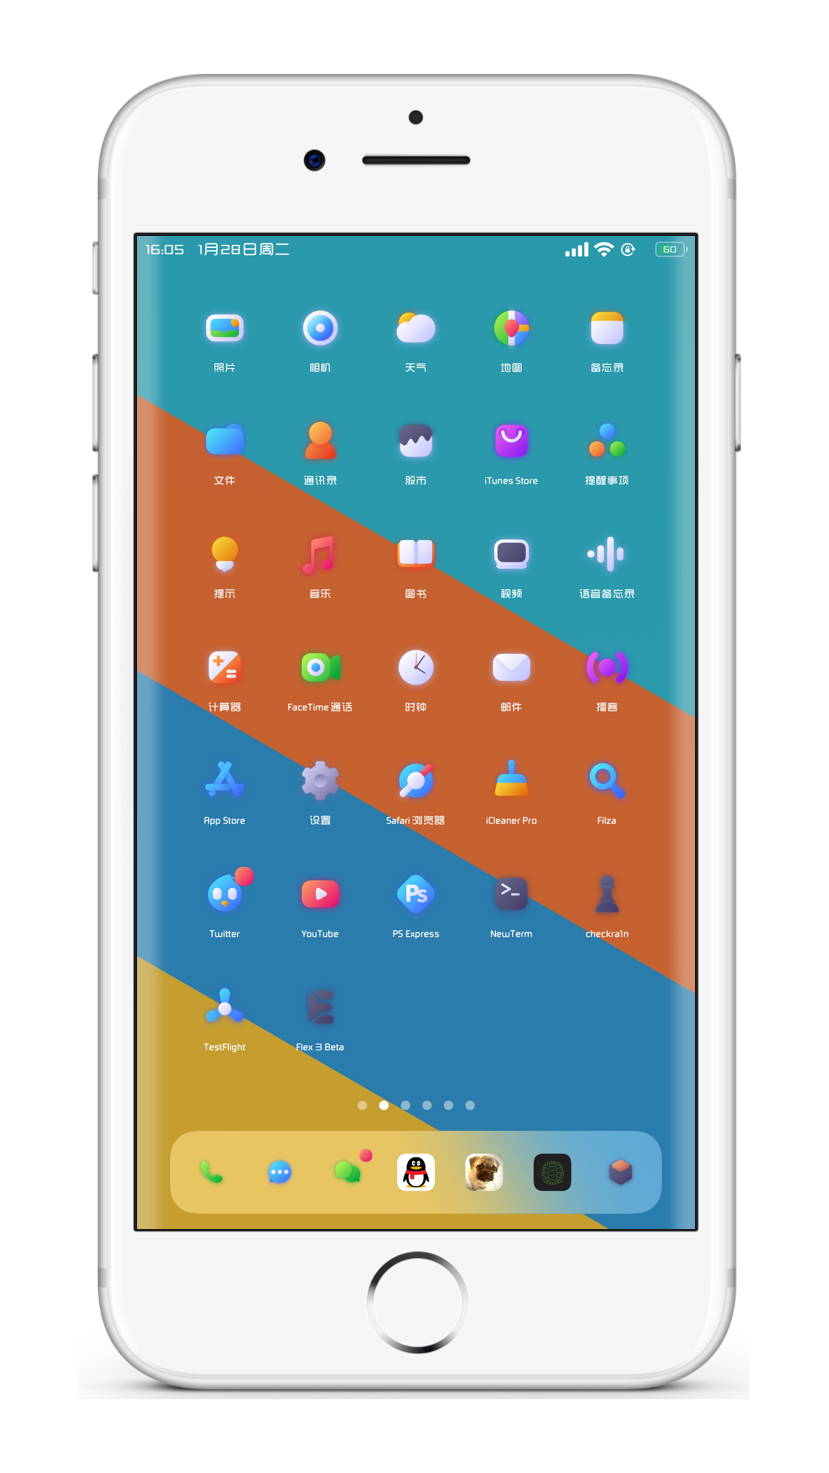 16:05 1月28日周二 60
照片 相机 天气 地图 备忘录
文件 通讯录 股市 iTunes Store 提醒事项
提示 音乐 图书 视频 语音备忘录
计算器 FaceTime 通话 时钟 邮件 播客
App Store 设置 Safari 浏览器 iCleaner Pro Filza
Ps
Twitter YouTube PS Express NewTerm checkra1n
TestFlight Flex 3 Beta